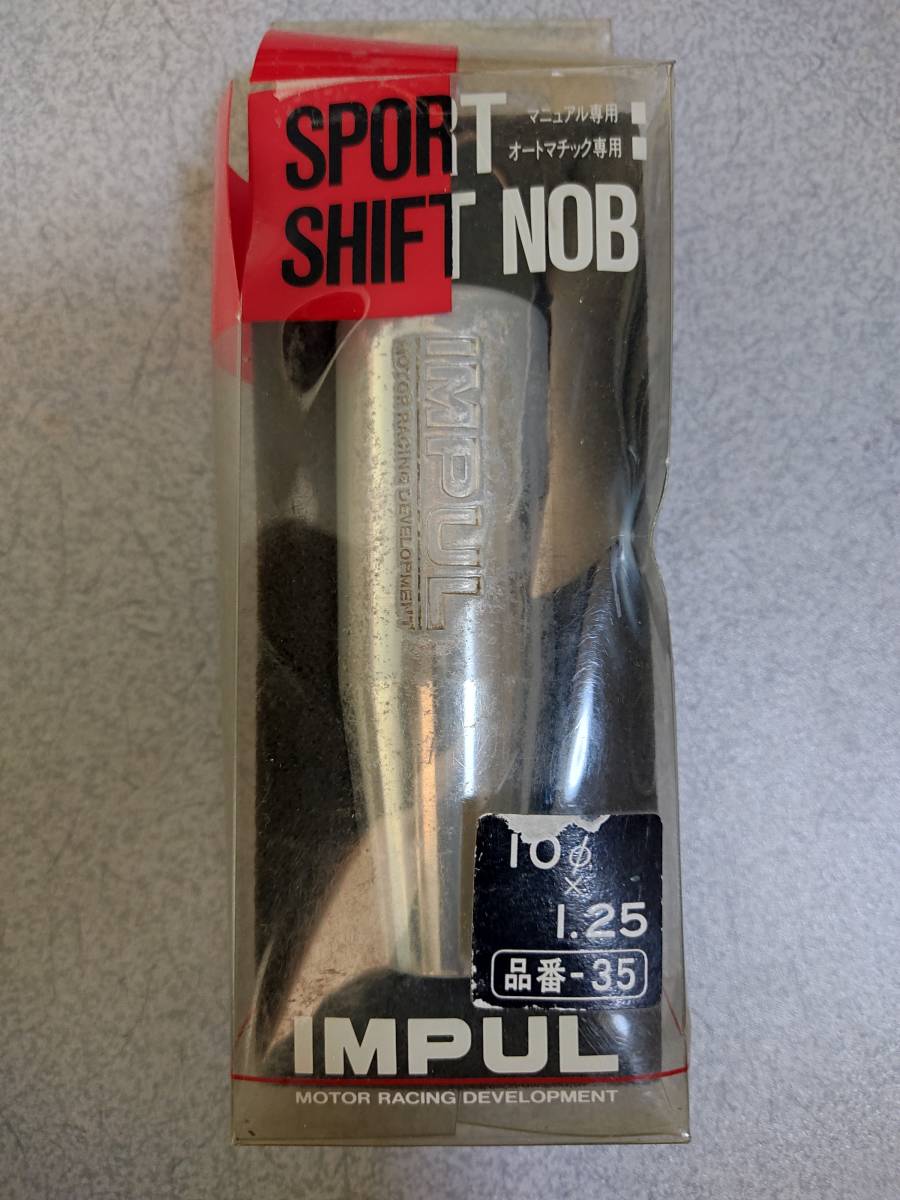 SPORT
マニュアル専用
オートマチック専用
SHIFT NOB
IMPUL
MOTOR RACING DEVELOPMENT
10φ
×
1.25
品番-35
IMPUL
MOTOR RACING DEVELOPMENT